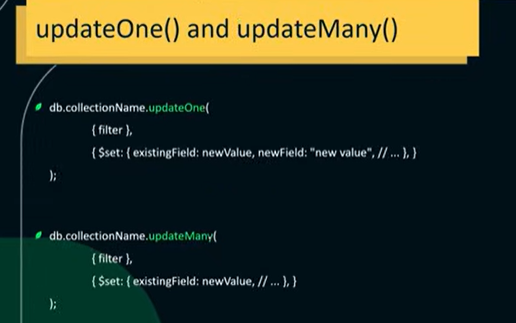 updateOne() and updateMany()
db.collectionName.updateOne(
{ filter },
{ $set: { existingField: newValue, newField: "new value", // ... }, }
);
db.collectionName.updateMany(
{ filter },
{ $set: { existingField: newValue, // ... }, }
);